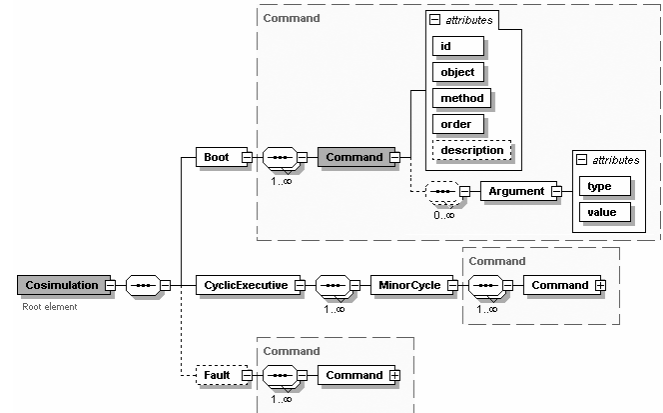 Command
attributes
id
object
method
order
description
Boot
Command
1..∞
0..∞
Argument
attributes
type
value
Cosimulation
Root element
CyclicExecutive
1..∞
MinorCycle
Command
1..∞
Command
Fault
Command
1..∞
Command